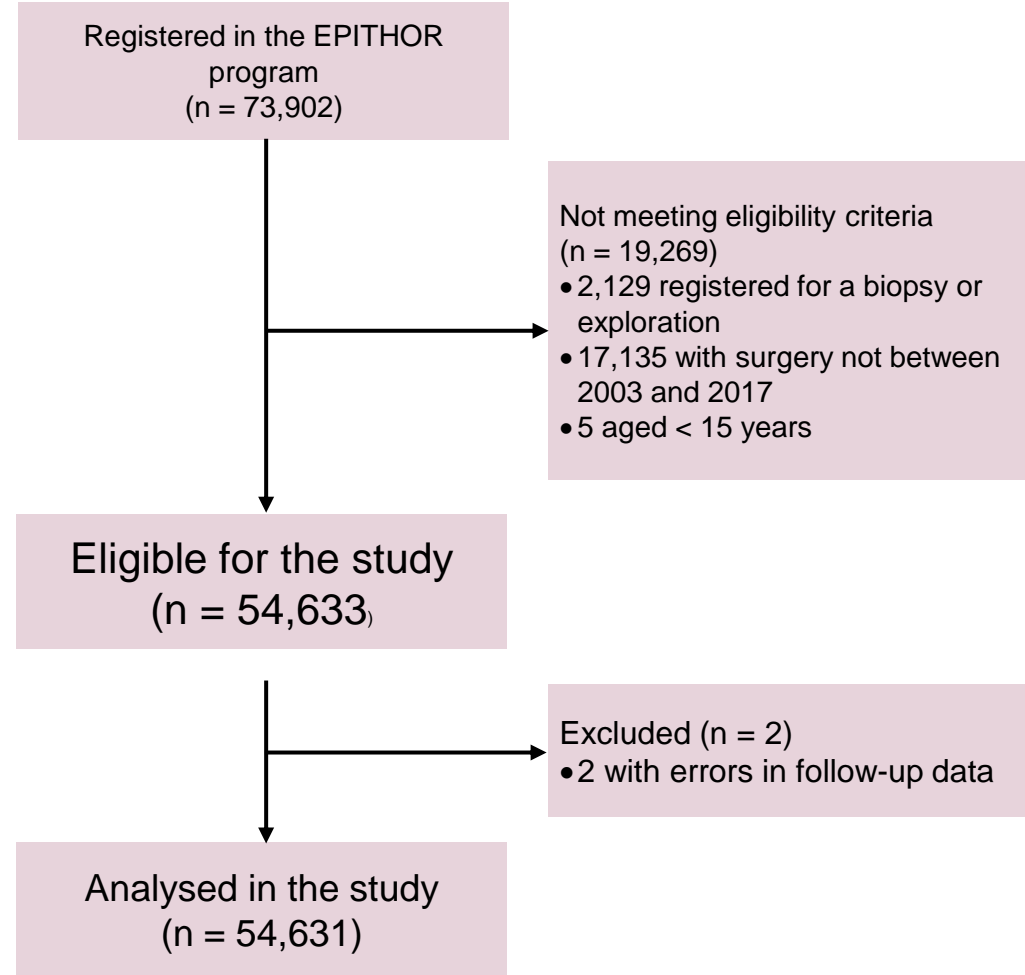 Registered in the EPITHOR
program
(n = 73,902)
Not meeting eligibility criteria
(n = 19,269)
•2,129 registered for a biopsy or
exploration
•17,135 with surgery not between
2003 and 2017
•5 aged < 15 years
Eligible for the study
(n = 54,633)
Excluded (n = 2)
•2 with errors in follow-up data
Analysed in the study
(n = 54,631)